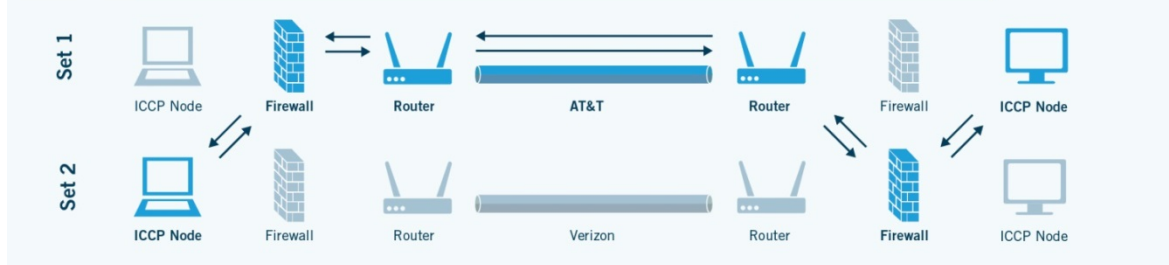 Set 1
ICCP Node
Firewall
Router
AT&T
Router
Firewall
ICCP Node
Set 2
ICCP Node
Firewall
Router
Verizon
Router
Firewall
ICCP Node